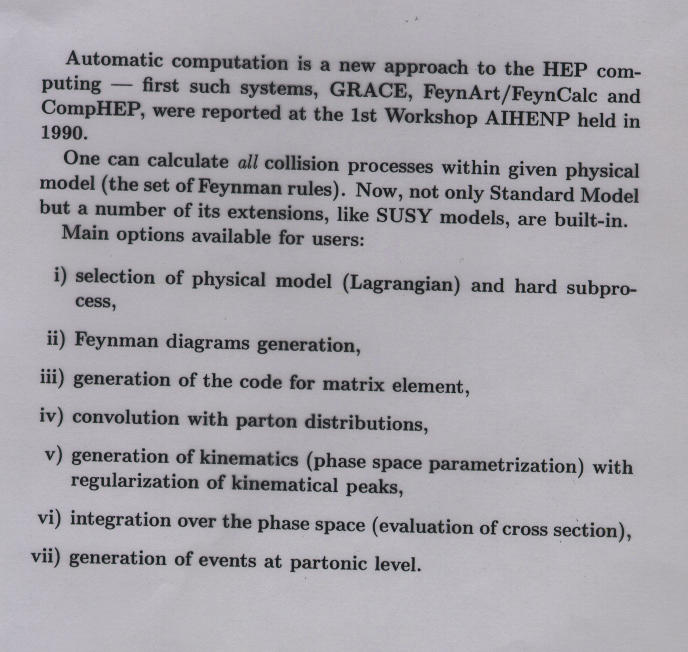 Automatic computation is a new approach to the HEP com-
puting — first such systems, GRACE, FeynArt/FeynCalc and
CompHEP, were reported at the 1st Workshop AIHENP held in
1990.
One can calculate all collision processes within given physical
model (the set of Feynman rules). Now, not only Standard Model
but a number of its extensions, like SUSY models, are built-in.
Main options available for users:
i) selection of physical model (Lagrangian) and hard subpro-
cess,
ii) Feynman diagrams generation,
iii) generation of the code for matrix element,
iv) convolution with parton distributions,
v) generation of kinematics (phase space parametrization) with
regularization of kinematical peaks,
vi) integration over the phase space (evaluation of cross section),
vii) generation of events at partonic level.